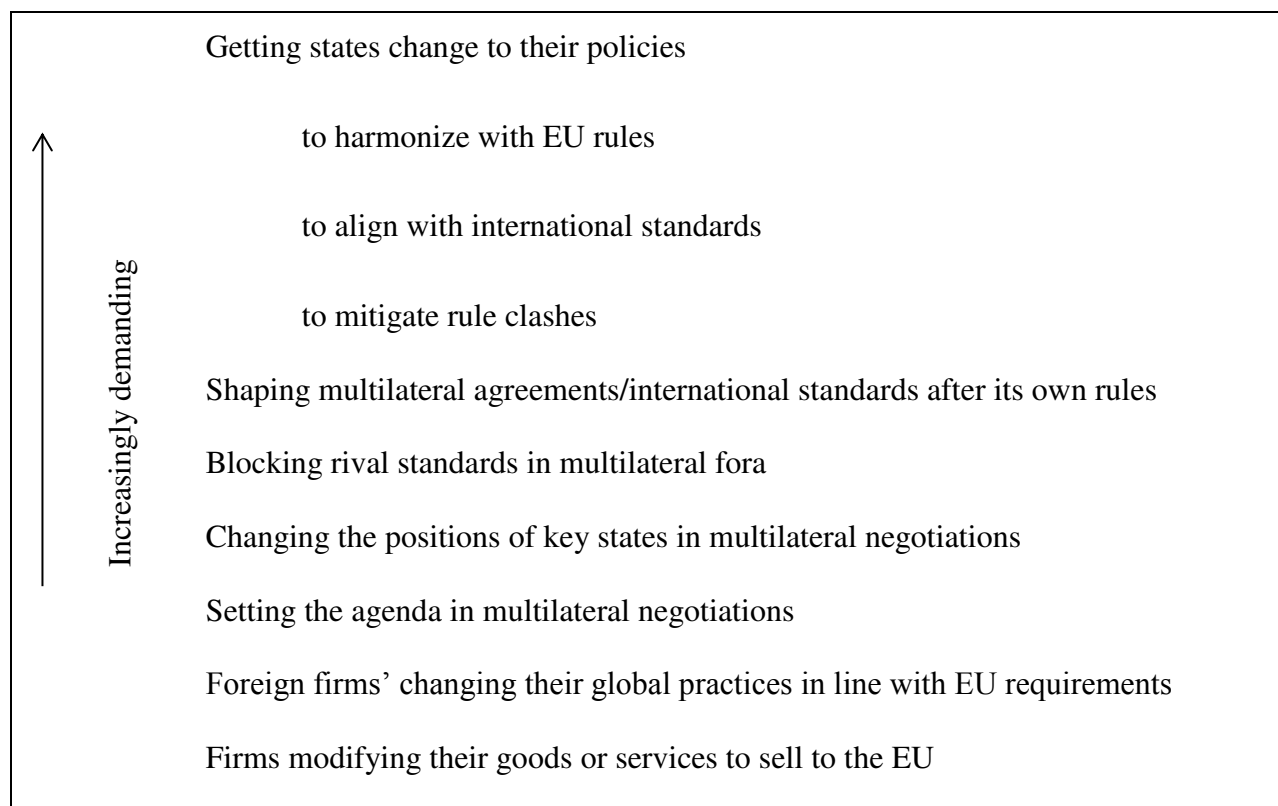 Getting states change to their policies
to harmonize with EU rules
to align with international standards
to mitigate rule clashes
Increasingly demanding
Shaping multilateral agreements/international standards after its own rules
Blocking rival standards in multilateral fora
Changing the positions of key states in multilateral negotiations
Setting the agenda in multilateral negotiations
Foreign firms’ changing their global practices in line with EU requirements
Firms modifying their goods or services to sell to the EU